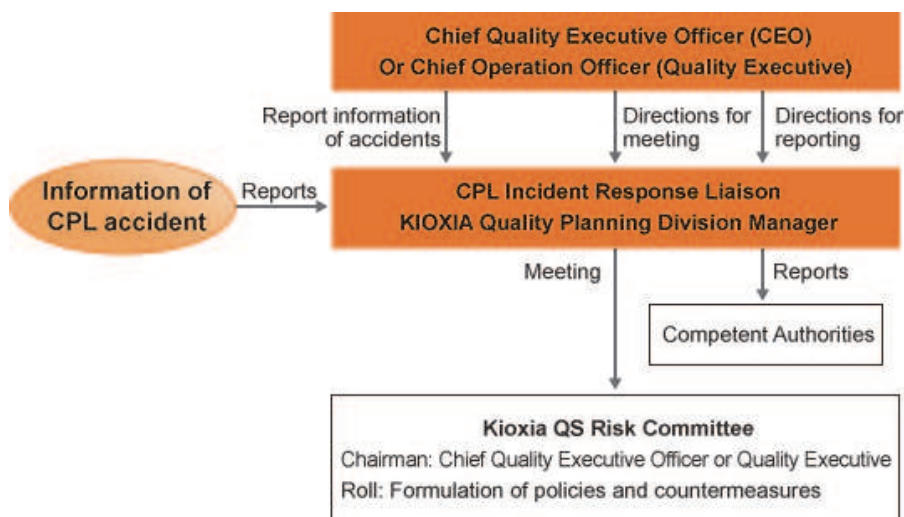 Chief Quality Executive Officer (CEO)
Or Chief Operation Officer (Quality Executive)
Report information
of accidents
Directions for
meeting
Directions for
reporting
Information of
CPL accident
Reports
CPL Incident Response Liaison
KIOXIA Quality Planning Division Manager
Meeting
Reports
Competent Authorities
Kioxia QS Risk Committee
Chairman: Chief Quality Executive Officer or Quality Executive
Roll: Formulation of policies and countermeasures